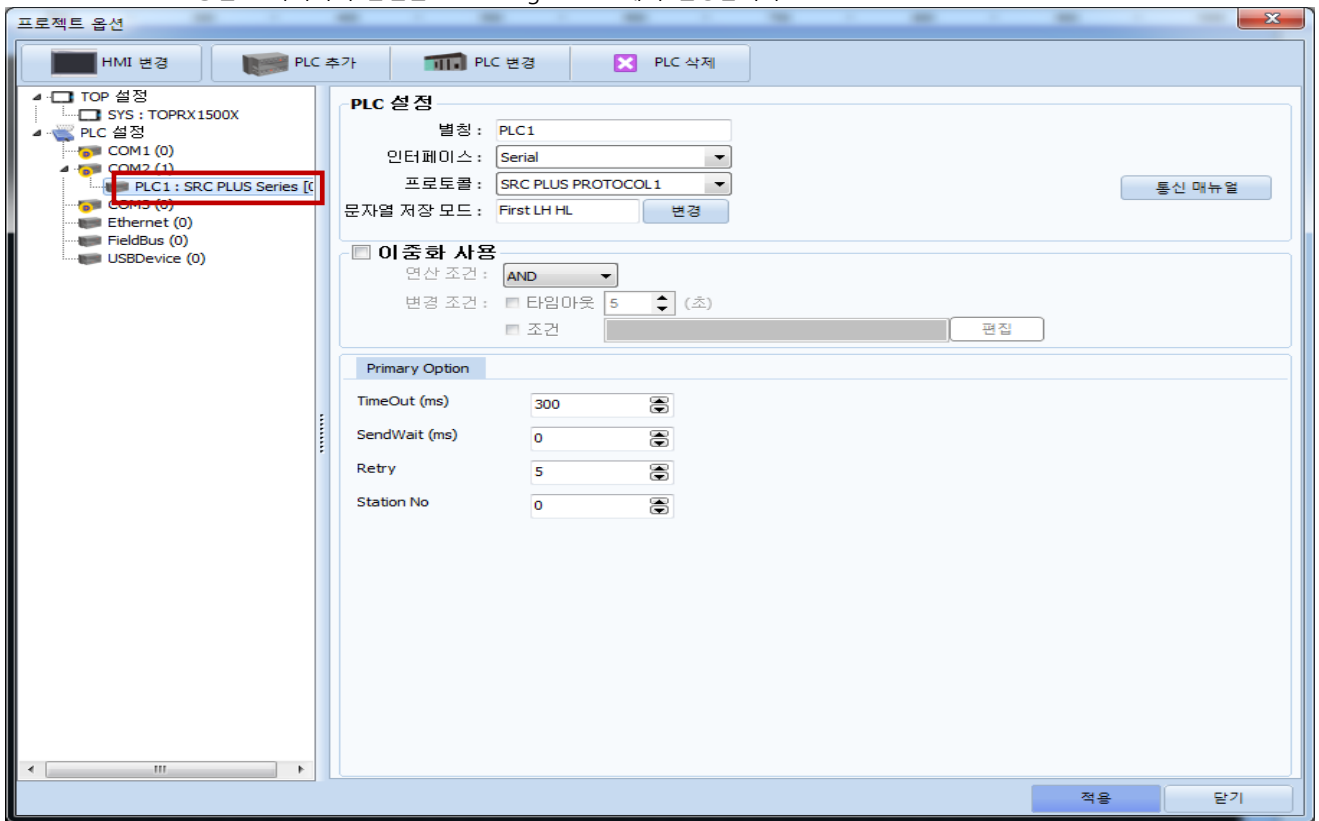 프로젝트 옵션
HMI 변경
PLC 추가
PLC 변경
PLC 삭제
TOP 설정
SYS : TOPRX1500X
PLC 설정
COM1 (0)
COM2 (1)
PLC1 : SRC PLUS Series [(
COM3 (0)
Ethernet (0)
FieldBus (0)
USBDevice (0)
PLC 설정
별칭 : PLC1
인터페이스 : Serial
프로토콜 : SRC PLUS PROTOCOL1
통신 매뉴얼
문자열 저장 모드 : First LH HL 변경
이중화 사용
연산 조건 : AND
변경 조건 : 타임아웃 5 (초)
조건 편집
Primary Option
TimeOut (ms) 300
SendWait (ms) 0
Retry 5
Station No 0
적용 닫기